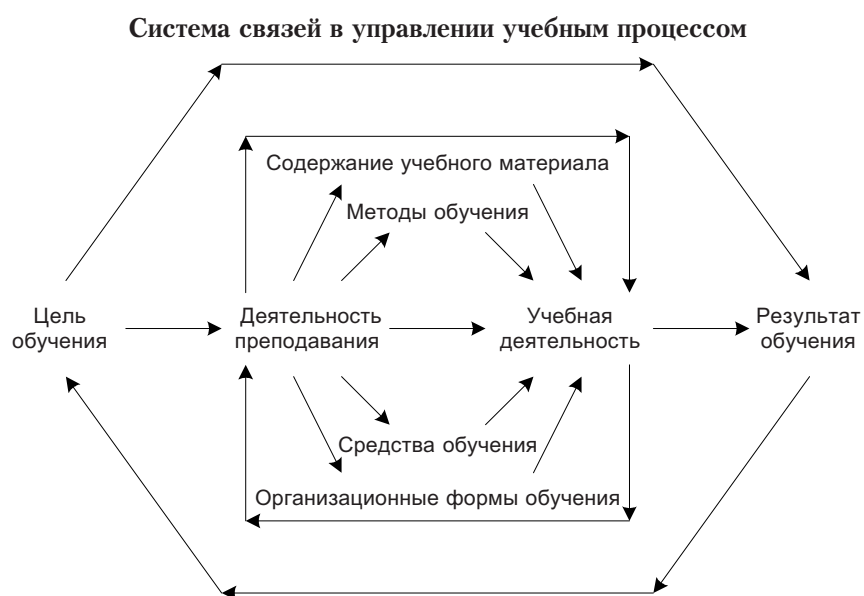 Система связей в управлении учебным процессом
Содержание учебного материала
Методы обучения
Цель
обучения
Деятельность
преподавания
Учебная
деятельность
Результат
обучения
Средства обучения
Организационные формы обучения